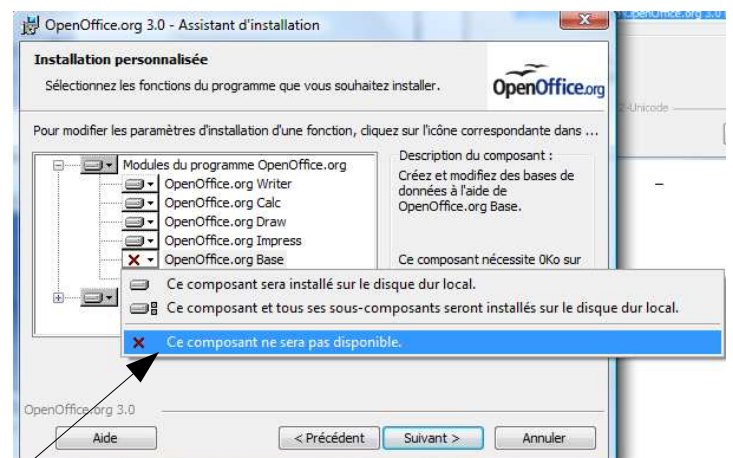 OpenOffice.org 3.0 - Assistant d'installation
Installation personnalisée
Sélectionnez les fonctions du programme que vous souhaitez installer.
OpenOffice.org
Pour modifier les paramètres d'installation d'une fonction, cliquez sur l'icône correspondante dans ...
Modules du programme OpenOffice.org
OpenOffice.org Writer
OpenOffice.org Calc
OpenOffice.org Draw
OpenOffice.org Impress
OpenOffice.org Base
Description du composant :
Créez et modifiez des bases de
données à l'aide de
OpenOffice.org Base.
Ce composant nécessite 0Ko sur
Ce composant sera installé sur le disque dur local.
Ce composant et tous ses sous-composants seront installés sur le disque dur local.
Ce composant ne sera pas disponible.
OpenOffice.org 3.0
Aide
< Précédent
Suivant >
Annuler
OpenOffice.org 3.0
-Unicode